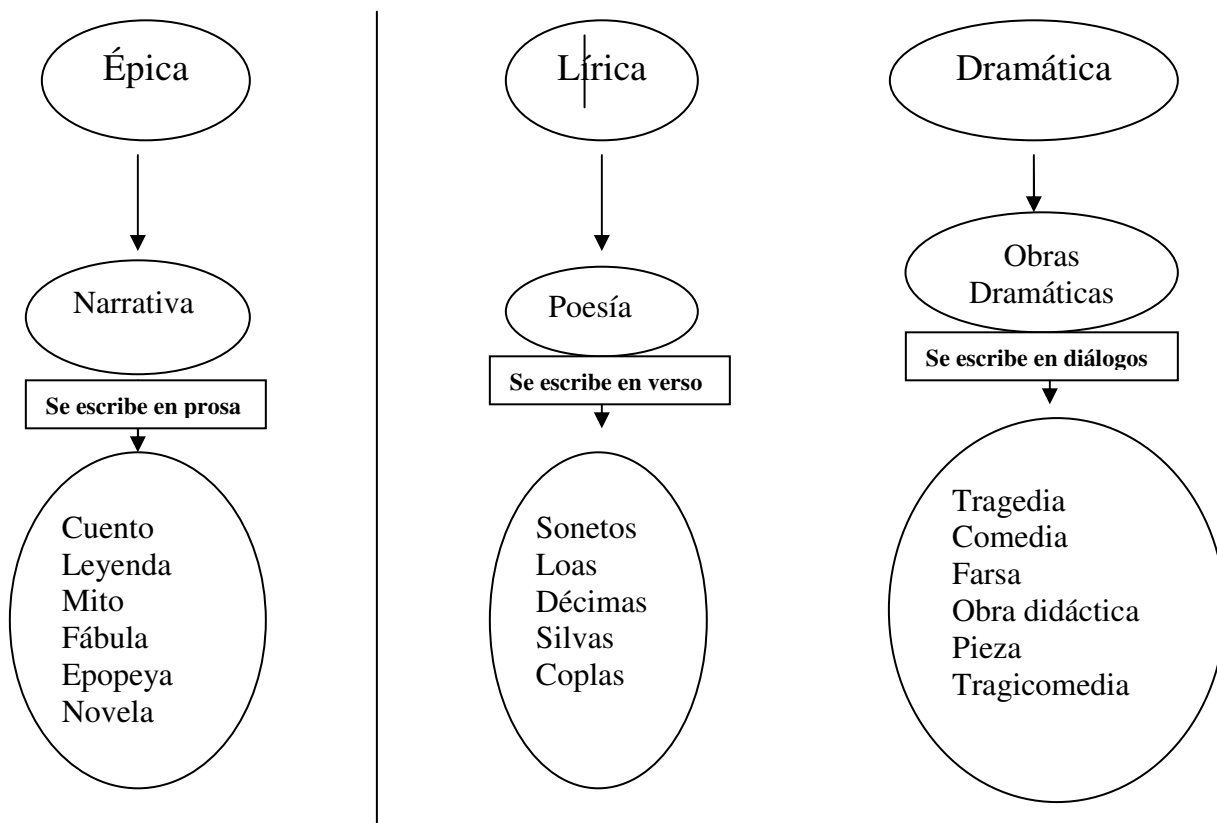 Épica
Narrativa
Se escribe en prosa
Cuento
Leyenda
Mito
Fábula
Epopeya
Novela
Lírica
Poesía
Se escribe en verso
Sonetos
Loas
Décimas
Silvas
Coplas
Dramática
Obras
Dramáticas
Se escribe en diálogos
Tragedia
Comedia
Farsa
Obra didáctica
Pieza
Tragicomedia